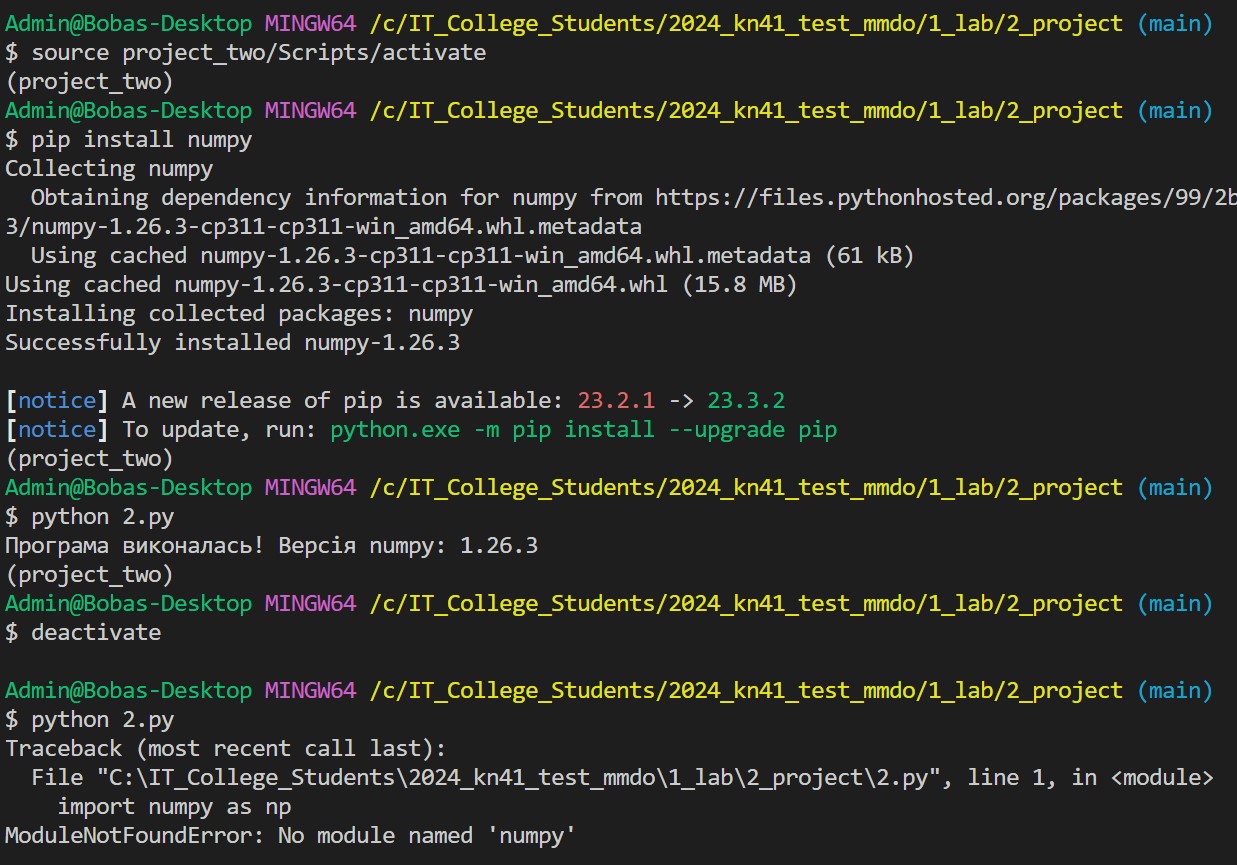 Admin@Bobas-Desktop MINGW64 /c/IT_College_Students/2024_kn41_test_mmdo/1_lab/2_project (main)
$ source project_two/Scripts/activate
(project_two)
Admin@Bobas-Desktop MINGW64 /c/IT_College_Students/2024_kn41_test_mmdo/1_lab/2_project (main)
$ pip install numpy
Collecting numpy
  Obtaining dependency information for numpy from https://files.pythonhosted.org/packages/99/2b
3/numpy-1.26.3-cp311-cp311-win_amd64.whl.metadata
  Using cached numpy-1.26.3-cp311-cp311-win_amd64.whl.metadata (61 kB)
Using cached numpy-1.26.3-cp311-cp311-win_amd64.whl (15.8 MB)
Installing collected packages: numpy
Successfully installed numpy-1.26.3
[notice] A new release of pip is available: 23.2.1 -> 23.3.2
[notice] To update, run: python.exe -m pip install --upgrade pip
(project_two)
Admin@Bobas-Desktop MINGW64 /c/IT_College_Students/2024_kn41_test_mmdo/1_lab/2_project (main)
$ python 2.py
Програма виконалась! Версія numpy: 1.26.3
(project_two)
Admin@Bobas-Desktop MINGW64 /c/IT_College_Students/2024_kn41_test_mmdo/1_lab/2_project (main)
$ deactivate
Admin@Bobas-Desktop MINGW64 /c/IT_College_Students/2024_kn41_test_mmdo/1_lab/2_project (main)
$ python 2.py
Traceback (most recent call last):
  File "C:\IT_College_Students\2024_kn41_test_mmdo\1_lab\2_project\2.py", line 1, in <module>
    import numpy as np
ModuleNotFoundError: No module named 'numpy'